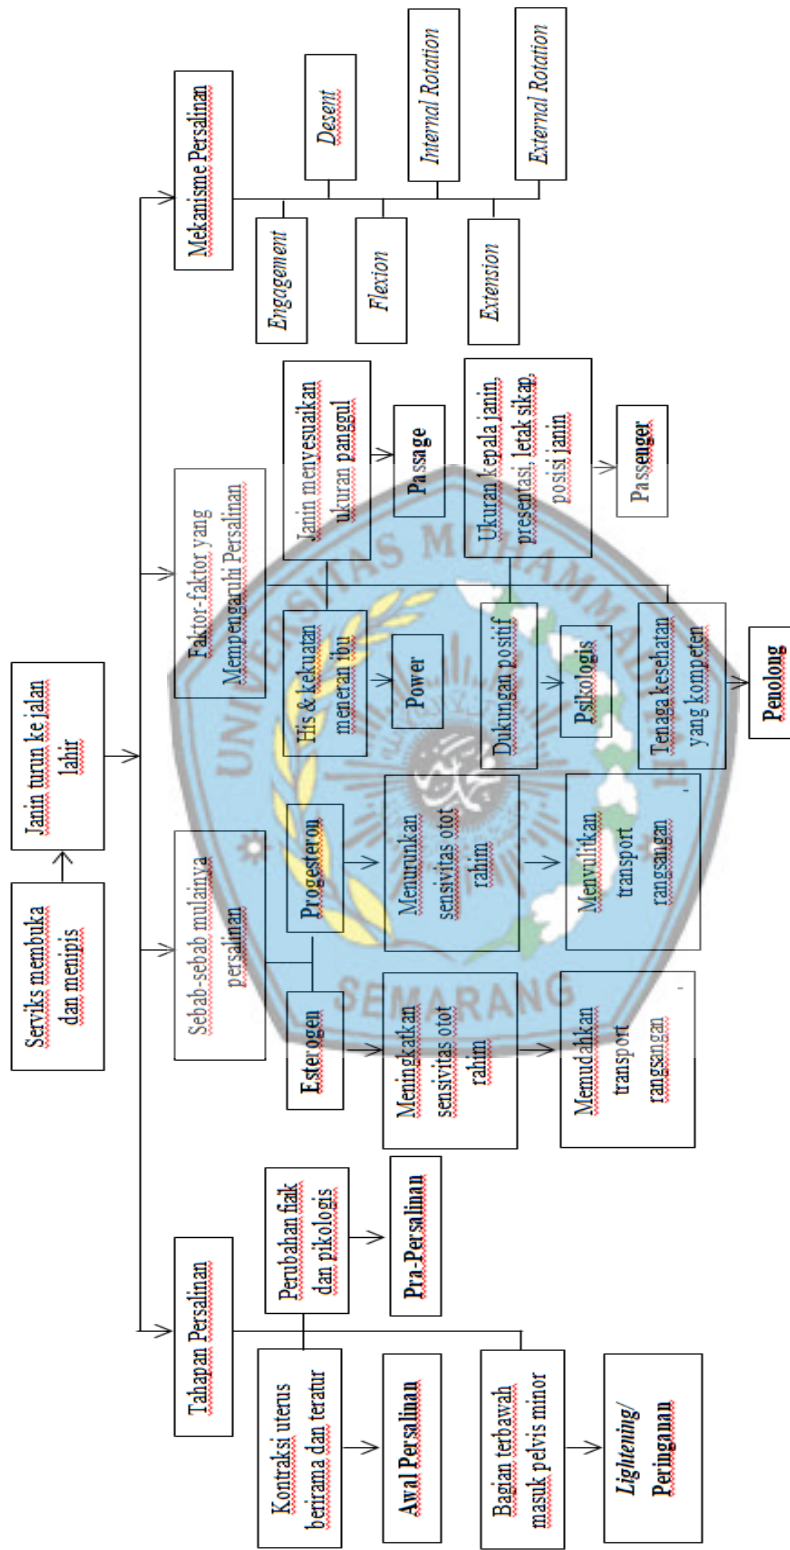 Serviks membuka
dan menipis
Janin turun ke jalan
lahir
Tahapan Persalinan
Sebab-sebab mulainya
persalinan
Faktor-faktor yang
Mempengaruhi Persalinan
Mekanisme Persalinan
Kontraksi uterus
berirama dan teratur
Awal Persalinan
Perubahan fiaik
dan pikologis
Pra-Persalinan
Bagian terbawah
masuk pelvis minor
Lightening/
Peringanan
Esterogen
Meningkatkan
sensivitas otot
rahim
Memudahkan
transport
rangsangan
Progesteron
Menurunkan
sensivitas otot
rahim
Menyulitkan
transport
rangsangan
His & kekuatan
meneran ibu
Power
Janin menyesuaikan
ukuran panggul
Passage
Dukungan positif
Psikologis
Ukuran kepala janin,
presentasi, letak sikap,
posisi janin
Passenger
Tenaga kesehatan
yang kompeten
Penolong
Engagement
Desent
Flexion
Internal Rotation
Extension
External Rotation
UNIVERSITAS MUHAMMADIYAH
SEMARANG